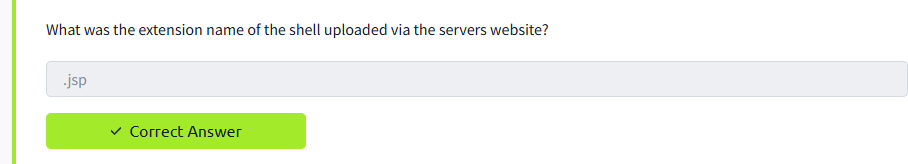 What was the extension name of the shell uploaded via the servers website?
.jsp
✓ Correct Answer